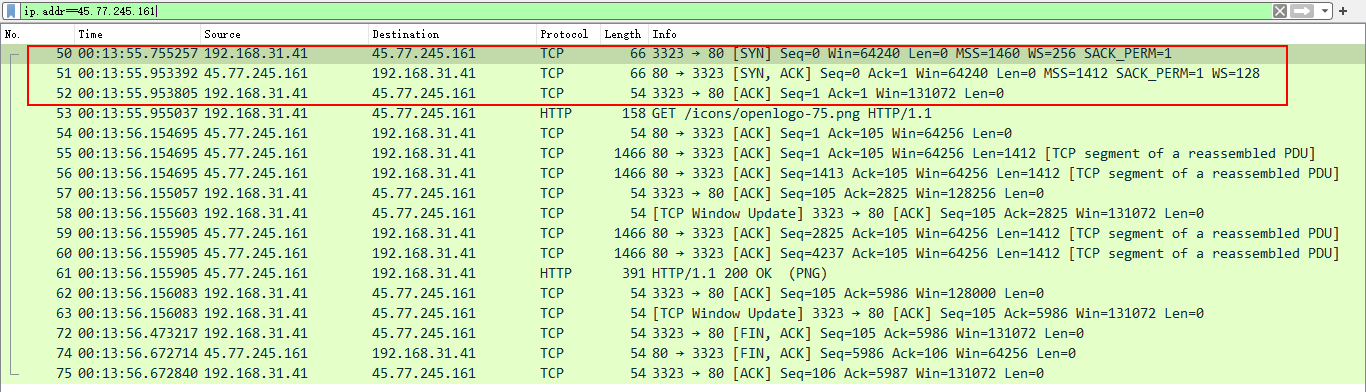 ip.addr==45.77.245.161
No. Time Source Destination Protocol Length Info
50 00:13:55.755257 192.168.31.41 45.77.245.161 TCP 66 3323 → 80 [SYN] Seq=0 Win=64240 Len=0 MSS=1460 WS=256 SACK_PERM=1
51 00:13:55.953392 45.77.245.161 192.168.31.41 TCP 66 80 → 3323 [SYN, ACK] Seq=0 Ack=1 Win=64240 Len=0 MSS=1412 SACK_PERM=1 WS=128
52 00:13:55.953805 192.168.31.41 45.77.245.161 TCP 54 3323 → 80 [ACK] Seq=1 Ack=1 Win=131072 Len=0
53 00:13:55.955037 192.168.31.41 45.77.245.161 HTTP 158 GET /icons/openlogo-75.png HTTP/1.1
54 00:13:56.154695 45.77.245.161 192.168.31.41 TCP 54 80 → 3323 [ACK] Seq=1 Ack=105 Win=64256 Len=0
55 00:13:56.154695 45.77.245.161 192.168.31.41 TCP 1466 80 → 3323 [ACK] Seq=1 Ack=105 Win=64256 Len=1412 [TCP segment of a reassembled PDU]
56 00:13:56.154695 45.77.245.161 192.168.31.41 TCP 1466 80 → 3323 [ACK] Seq=1413 Ack=105 Win=64256 Len=1412 [TCP segment of a reassembled PDU]
57 00:13:56.155057 192.168.31.41 45.77.245.161 TCP 54 3323 → 80 [ACK] Seq=105 Ack=2825 Win=128256 Len=0
58 00:13:56.155603 192.168.31.41 45.77.245.161 TCP 54 [TCP Window Update] 3323 → 80 [ACK] Seq=105 Ack=2825 Win=131072 Len=0
59 00:13:56.155905 45.77.245.161 192.168.31.41 TCP 1466 80 → 3323 [ACK] Seq=2825 Ack=105 Win=64256 Len=1412 [TCP segment of a reassembled PDU]
60 00:13:56.155905 45.77.245.161 192.168.31.41 TCP 1466 80 → 3323 [ACK] Seq=4237 Ack=105 Win=64256 Len=1412 [TCP segment of a reassembled PDU]
61 00:13:56.155905 45.77.245.161 192.168.31.41 HTTP 391 HTTP/1.1 200 OK  (PNG)
62 00:13:56.156083 192.168.31.41 45.77.245.161 TCP 54 3323 → 80 [ACK] Seq=105 Ack=5986 Win=128000 Len=0
63 00:13:56.156083 192.168.31.41 45.77.245.161 TCP 54 [TCP Window Update] 3323 → 80 [ACK] Seq=105 Ack=5986 Win=131072 Len=0
72 00:13:56.473217 192.168.31.41 45.77.245.161 TCP 54 3323 → 80 [FIN, ACK] Seq=105 Ack=5986 Win=131072 Len=0
74 00:13:56.672714 45.77.245.161 192.168.31.41 TCP 54 80 → 3323 [FIN, ACK] Seq=5986 Ack=106 Win=64256 Len=0
75 00:13:56.672840 192.168.31.41 45.77.245.161 TCP 54 3323 → 80 [ACK] Seq=106 Ack=5987 Win=131072 Len=0